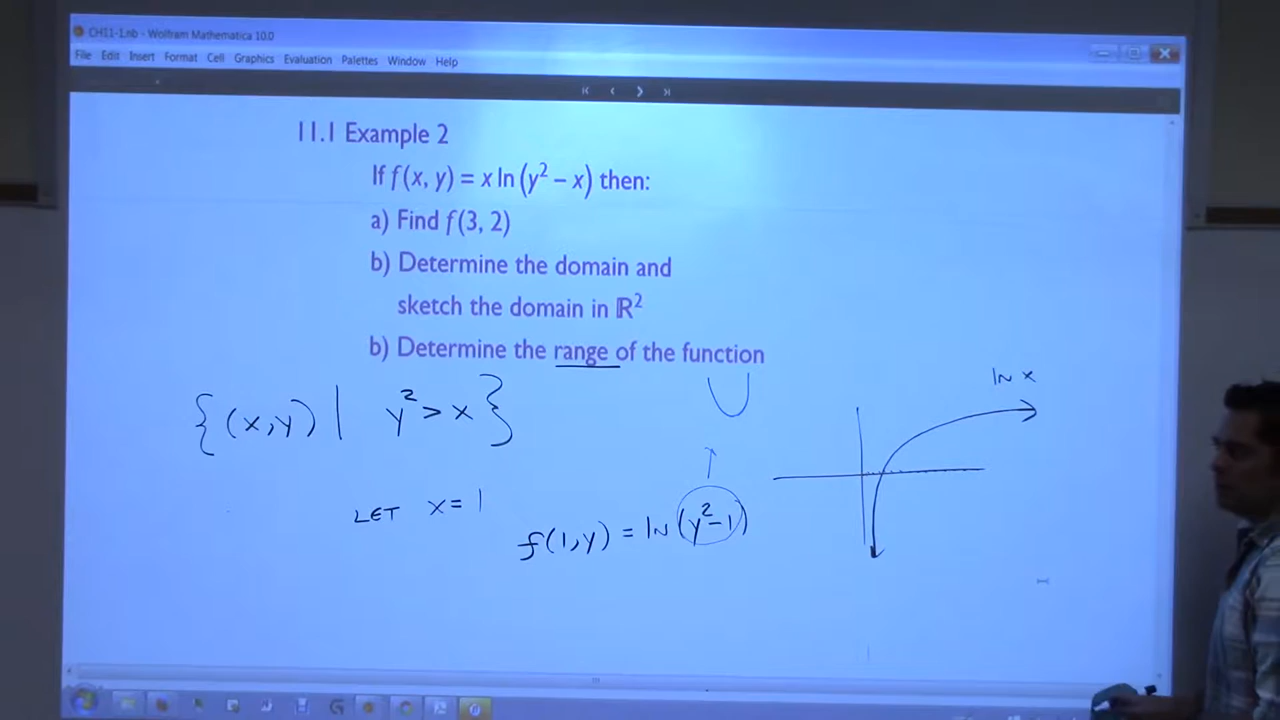 CH11-1.nb - Wolfram Mathematica 10.0
File Edit Insert Format Cell Graphics Evaluation Palettes Window Help
11.1 Example 2
If f(x, y) = x ln(y² − x) then:
a) Find f(3, 2)
b) Determine the domain and
sketch the domain in ℝ²
b) Determine the range of the function
{(x,y) | y² > x}
ln x
LET x = 1
f(1,y) = ln(y²-1)